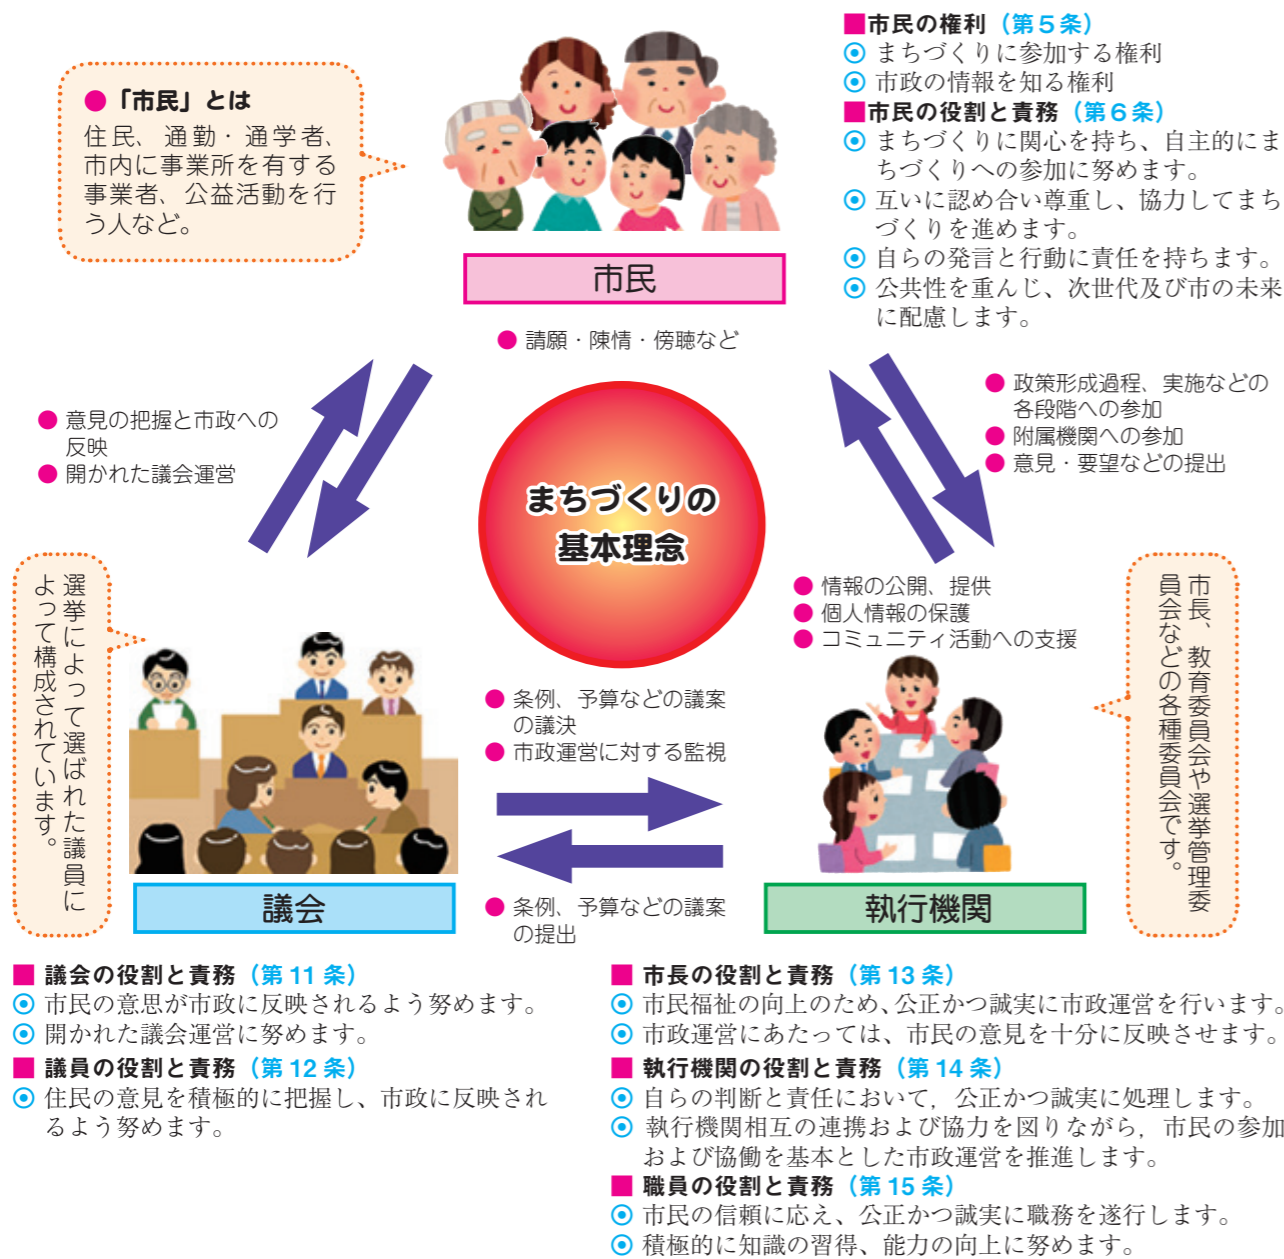 ●「市民」とは
住民、通勤・通学者、
市内に事業所を有する
事業者、公益活動を行
う人など。
市民
■市民の権利（第５条）
⦿ まちづくりに参加する権利
⦿ 市政の情報を知る権利
■市民の役割と責務（第６条）
⦿ まちづくりに関心を持ち、自主的にま
ちづくりへの参加に努めます。
⦿ 互いに認め合い尊重し、協力してまち
づくりを進めます。
⦿ 自らの発言と行動に責任を持ちます。
⦿ 公共性を重んじ、次世代及び市の未来
に配慮します。
● 請願・陳情・傍聴など
● 意見の把握と市政への
反映
● 開かれた議会運営
まちづくりの
基本理念
● 政策形成過程、実施などの
各段階への参加
● 附属機関への参加
● 意見・要望などの提出
● 情報の公開、提供
● 個人情報の保護
● コミュニティ活動への支援
選挙によって選ばれた議員に
よって構成されています。
市長、教育委員会や選挙管理委
員会などの各種委員会です。
● 条例、予算などの議案
の議決
● 市政運営に対する監視
議会
● 条例、予算などの議案
の提出
執行機関
■ 議会の役割と責務（第 11 条）
⦿ 市民の意思が市政に反映されるよう努めます。
⦿ 開かれた議会運営に努めます。
■ 議員の役割と責務（第 12 条）
⦿ 住民の意見を積極的に把握し、市政に反映され
るよう努めます。
■ 市長の役割と責務（第 13 条）
⦿ 市民福祉の向上のため、公正かつ誠実に市政運営を行います。
⦿ 市政運営にあたっては、市民の意見を十分に反映させます。
■ 執行機関の役割と責務（第 14 条）
⦿ 自らの判断と責任において，公正かつ誠実に処理します。
⦿ 執行機関相互の連携および協力を図りながら，市民の参加
および協働を基本とした市政運営を推進します。
■ 職員の役割と責務（第 15 条）
⦿ 市民の信頼に応え、公正かつ誠実に職務を遂行します。
⦿ 積極的に知識の習得、能力の向上に努めます。